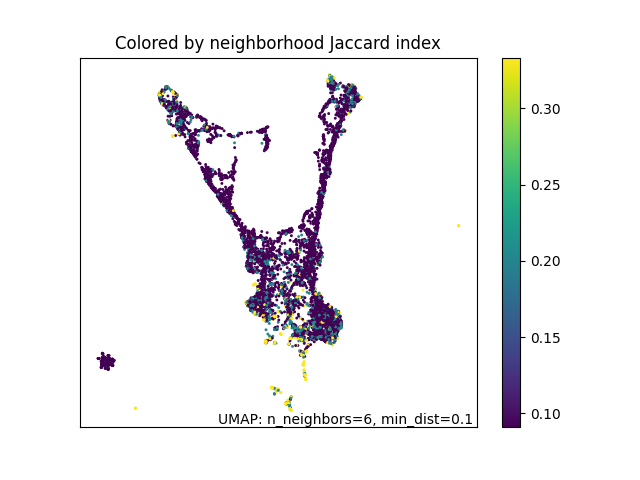 Colored by neighborhood Jaccard index
0.30
0.25
0.20
0.15
0.10
UMAP: n_neighbors=6, min_dist=0.1